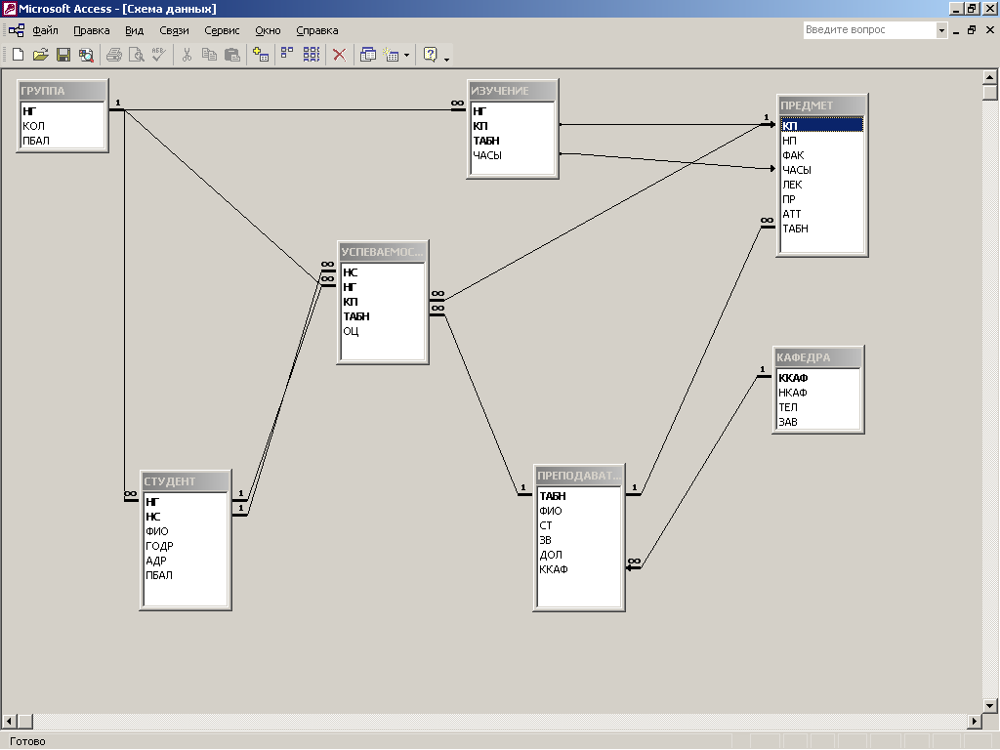 Microsoft Access - [Схема данных]
Файл Правка Вид Связи Сервис Окно Справка
Введите вопрос
ГРУППА
НГ
КОЛ
ПБАЛ
1
∞
ИЗУЧЕНИЕ
НГ
КП
ТАБН
ЧАСЫ
1
ПРЕДМЕТ
КП
НП
ФАК
ЧАСЫ
ЛЕК
ПР
АТТ
ТАБН
∞
∞
∞
УСПЕВАЕМОС...
НС
НГ
КП
ТАБН
ОЦ
∞
∞
1
КАФЕДРА
ККАФ
НКАФ
ТЕЛ
ЗАВ
∞
СТУДЕНТ
НГ
НС
ФИО
ГОДР
АДР
ПБАЛ
1
1
1
ПРЕПОДАВАТ...
ТАБН
ФИО
СТ
ЗВ
ДОЛ
ККАФ
1
∞
Готово